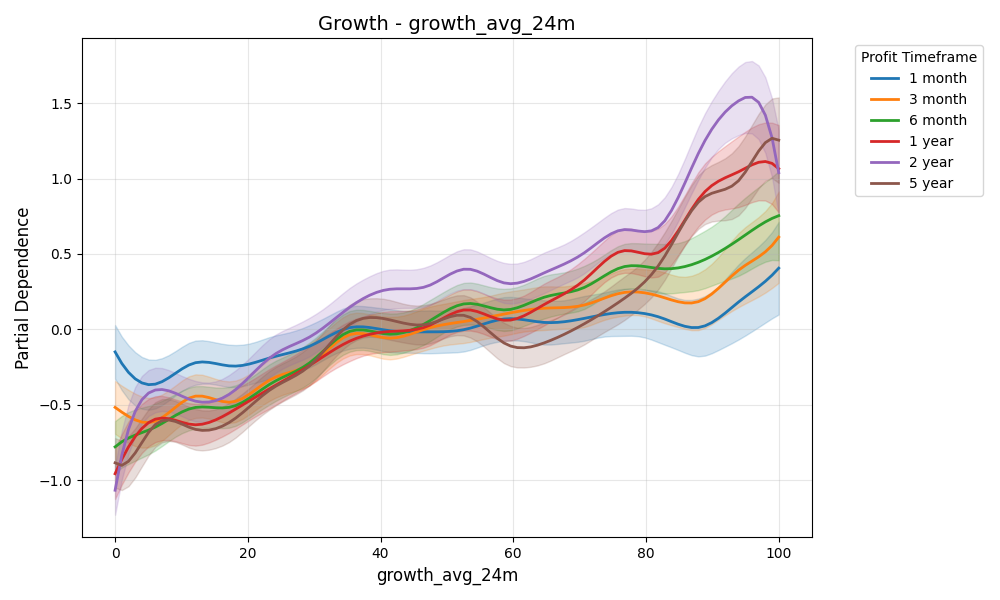 Growth - growth_avg_24m
Profit Timeframe
1 month
3 month
6 month
1 year
2 year
5 year
Partial Dependence
1.5
1.0
0.5
0.0
−0.5
−1.0
0
20
40
60
80
100
growth_avg_24m